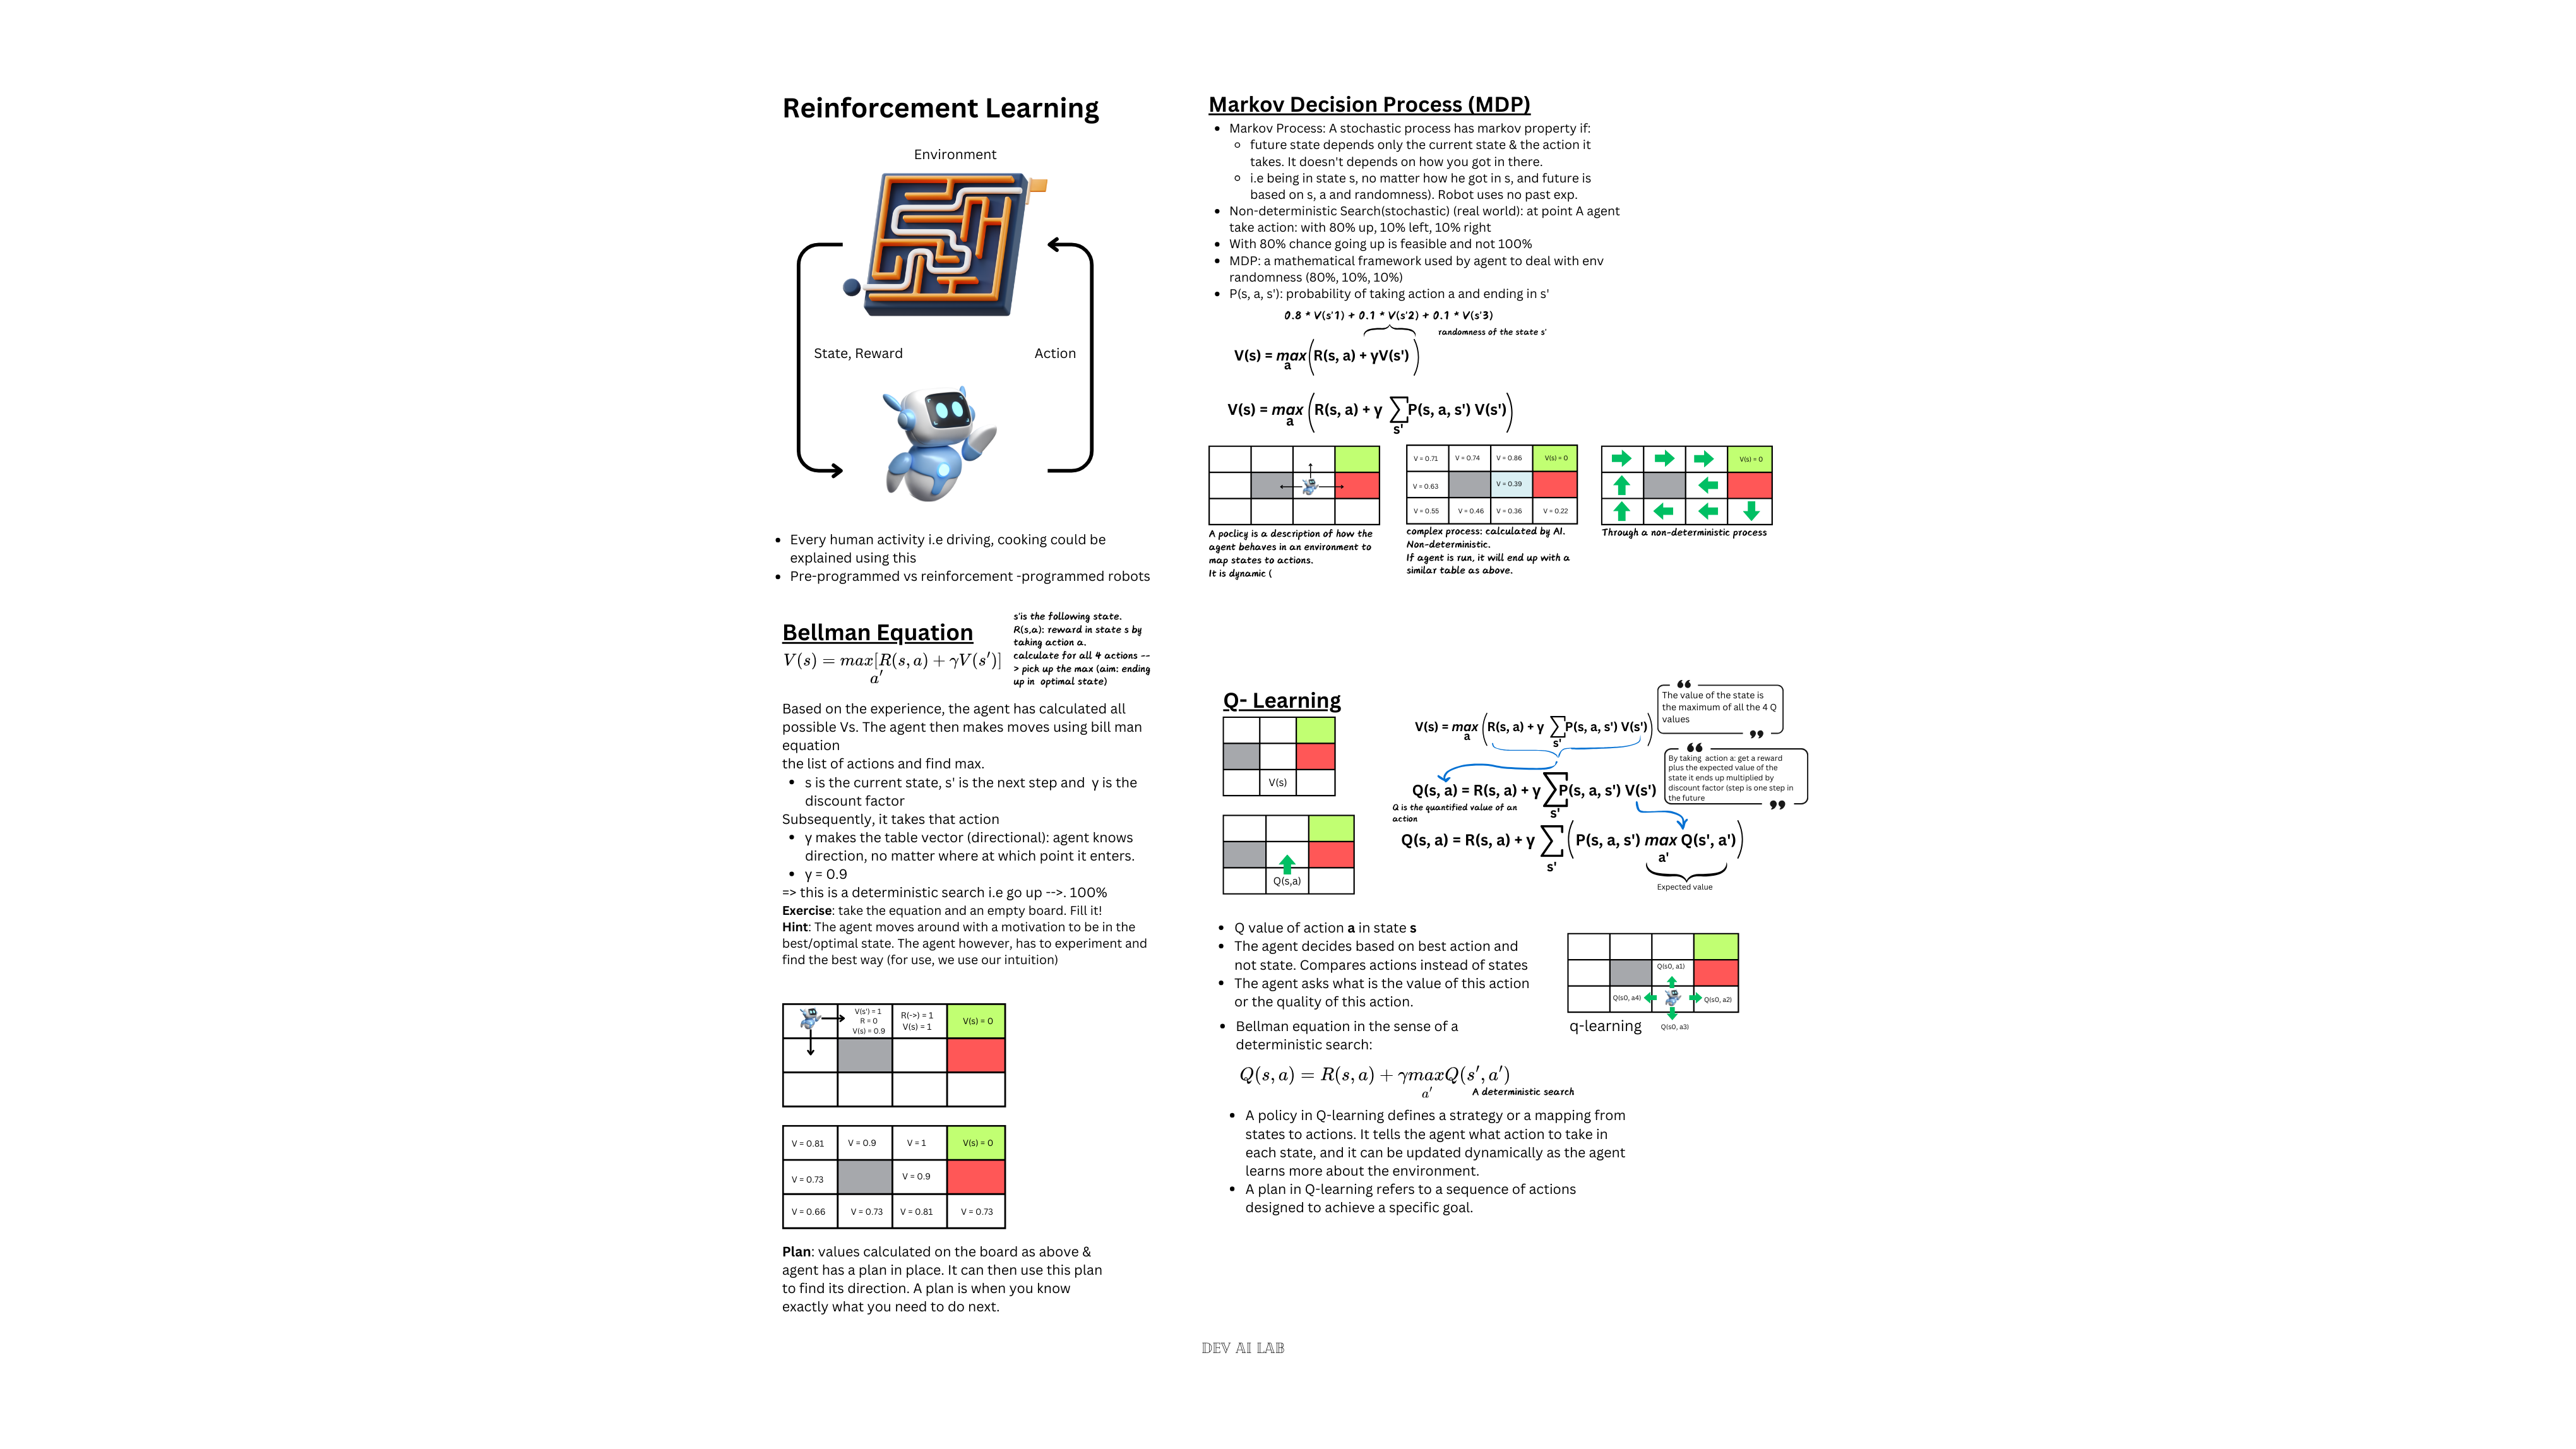 Reinforcement Learning
Environment
State, Reward
Action
• Every human activity i.e driving, cooking could be
explained using this
• Pre-programmed vs reinforcement -programmed robots
Bellman Equation
V(s) = max[R(s, a) + γV(s′)]
a′
s'is the following state.
R(s,a): reward in state s by
taking action a.
calculate for all 4 actions --
> pick up the max (aim: ending
up in optimal state)
Based on the experience, the agent has calculated all
possible Vs. The agent then makes moves using bill man
equation
the list of actions and find max.
• s is the current state, s' is the next step and γ is the
discount factor
Subsequently, it takes that action
• γ makes the table vector (directional): agent knows
direction, no matter where at which point it enters.
• γ = 0.9
=> this is a deterministic search i.e go up -->. 100%
Exercise: take the equation and an empty board. Fill it!
Hint: The agent moves around with a motivation to be in the
best/optimal state. The agent however, has to experiment and
find the best way (for use, we use our intuition)
V(s') = 1
R = 0
V(s) = 0.9
R(->) = 1
V(s) = 1
V(s) = 0
V = 0.81 V = 0.9 V = 1 V(s) = 0
V = 0.73 V = 0.9
V = 0.66 V = 0.73 V = 0.81 V = 0.73
Plan: values calculated on the board as above &
agent has a plan in place. It can then use this plan
to find its direction. A plan is when you know
exactly what you need to do next.
Markov Decision Process (MDP)
• Markov Process: A stochastic process has markov property if:
◦ future state depends only the current state & the action it
takes. It doesn't depends on how you got in there.
◦ i.e being in state s, no matter how he got in s, and future is
based on s, a and randomness). Robot uses no past exp.
• Non-deterministic Search(stochastic) (real world): at point A agent
take action: with 80% up, 10% left, 10% right
• With 80% chance going up is feasible and not 100%
• MDP: a mathematical framework used by agent to deal with env
randomness (80%, 10%, 10%)
• P(s, a, s'): probability of taking action a and ending in s'
0.8 * V(s'1) + 0.1 * V(s'2) + 0.1 * V(s'3)
randomness of the state s'
V(s) = max(R(s, a) + γV(s'))
a
V(s) = max (R(s, a) + γ ∑P(s, a, s') V(s'))
a s'
A poclicy is a description of how the
agent behaves in an environment to
map states to actions.
It is dynamic (
V = 0.71 V = 0.74 V = 0.86 V(s) = 0
V = 0.63 V = 0.39
V = 0.55 V = 0.46 V = 0.36 V = 0.22
complex process: calculated by AI.
Non-deterministic.
If agent is run, it will end up with a
similar table as above.
V(s) = 0
Through a non-deterministic process
Q- Learning
V(s)
Q(s,a)
V(s) = max (R(s, a) + γ ∑P(s, a, s') V(s'))
a s'
The value of the state is
the maximum of all the 4 Q
values
Q(s, a) = R(s, a) + γ ∑P(s, a, s') V(s')
s'
Q is the quantified value of an
action
By taking action a: get a reward
plus the expected value of the
state it ends up multiplied by
discount factor (step is one step in
the future
Q(s, a) = R(s, a) + γ ∑ (P(s, a, s') max Q(s', a'))
s' a'
Expected value
• Q value of action a in state s
• The agent decides based on best action and
not state. Compares actions instead of states
• The agent asks what is the value of this action
or the quality of this action.
• Bellman equation in the sense of a
deterministic search:
Q(s0, a1)
Q(s0, a4) Q(s0, a2)
q-learning Q(s0, a3)
Q(s, a) = R(s, a) + γmaxQ(s′, a′)
a′ A deterministic search
• A policy in Q-learning defines a strategy or a mapping from
states to actions. It tells the agent what action to take in
each state, and it can be updated dynamically as the agent
learns more about the environment.
• A plan in Q-learning refers to a sequence of actions
designed to achieve a specific goal.
DEV AI LAB